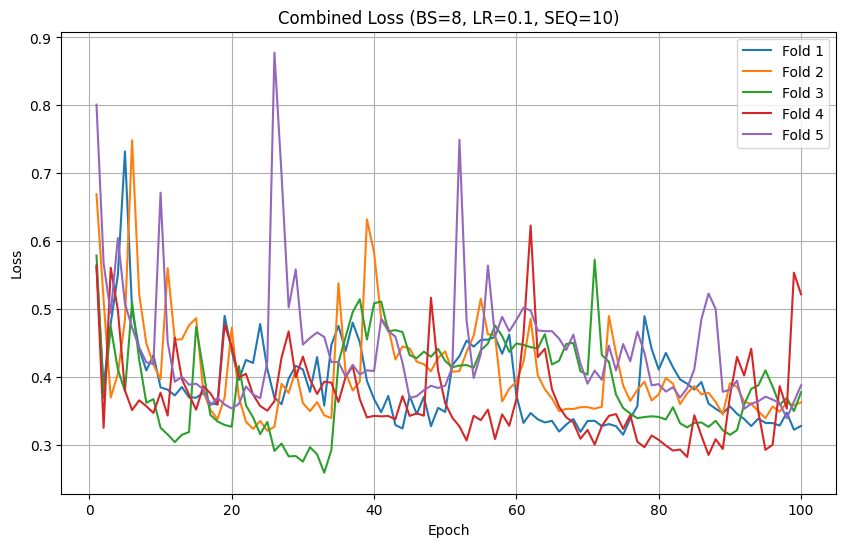 Combined Loss (BS=8, LR=0.1, SEQ=10)
Fold 1
Fold 2
Fold 3
Fold 4
Fold 5
Loss
0.9
0.8
0.7
0.6
0.5
0.4
0.3
0 20 40 60 80 100
Epoch